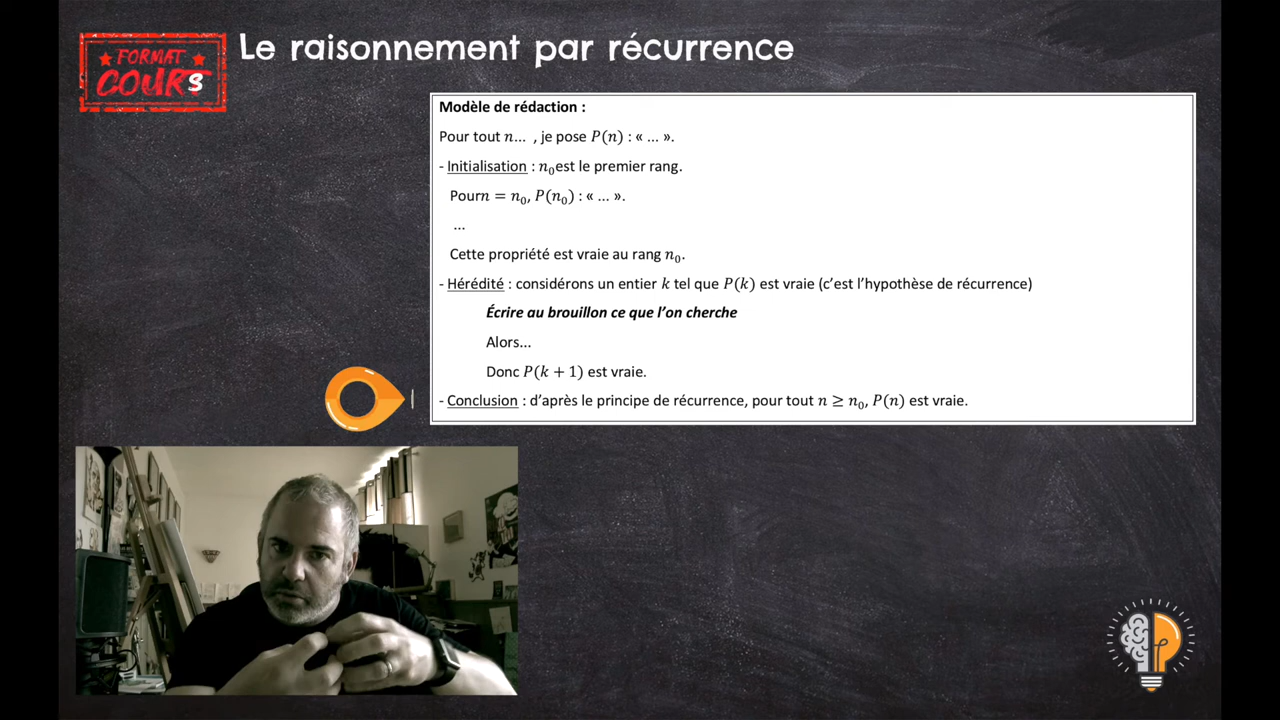 FORMAT
COURS
Le raisonnement par récurrence
Modèle de rédaction :
Pour tout n... , je pose P(n) : « ... ».
- Initialisation : n₀est le premier rang.
Pourn = n₀, P(n₀) : « ... ».
...
Cette propriété est vraie au rang n₀.
- Hérédité : considérons un entier k tel que P(k) est vraie (c’est l’hypothèse de récurrence)
Écrire au brouillon ce que l’on cherche
Alors...
Donc P(k + 1) est vraie.
- Conclusion : d’après le principe de récurrence, pour tout n ≥ n₀, P(n) est vraie.